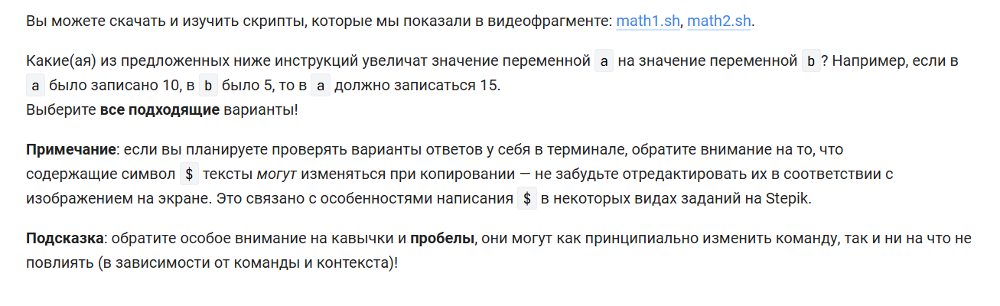 Вы можете скачать и изучить скрипты, которые мы показали в видеофрагменте: math1.sh, math2.sh.
Какие(ая) из предложенных ниже инструкций увеличат значение переменной a на значение переменной b? Например, если в
a было записано 10, в b было 5, то в a должно записаться 15.
Выберите все подходящие варианты!
Примечание: если вы планируете проверять варианты ответов у себя в терминале, обратите внимание на то, что
содержащие символ $ тексты могут изменяться при копировании — не забудьте отредактировать их в соответствии с
изображением на экране. Это связано с особенностями написания $ в некоторых видах заданий на Stepik.
Подсказка: обратите особое внимание на кавычки и пробелы, они могут как принципиально изменить команду, так и ни на что не
повлиять (в зависимости от команды и контекста)!